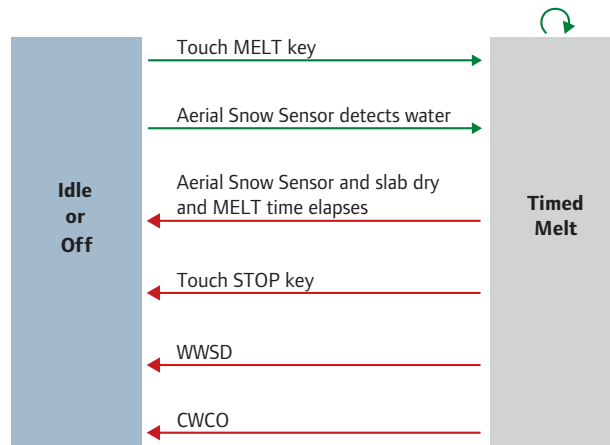 Touch MELT key
Aerial Snow Sensor detects water
Idle
or
Off
Aerial Snow Sensor and slab dry
and MELT time elapses
Timed
Melt
Touch STOP key
WWSD
CWCO